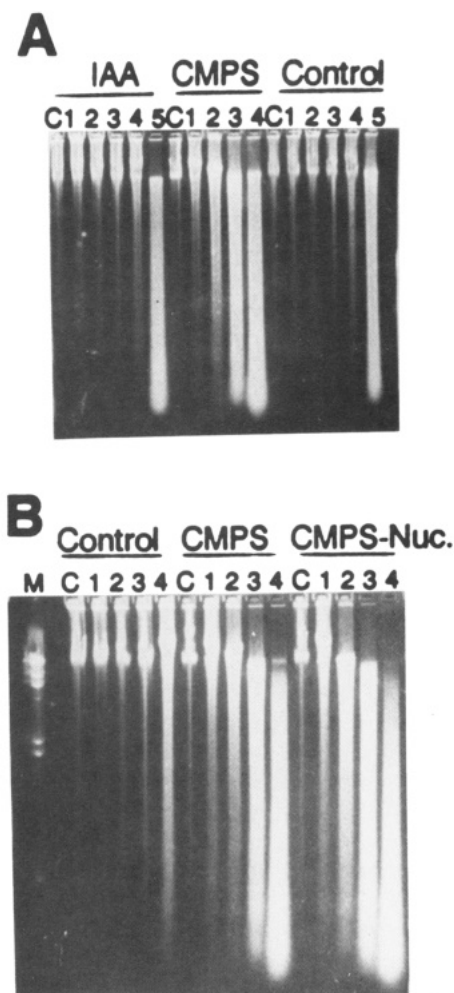 A
IAA CMPS Control
C 1 2 3 4 5 C 1 2 3 4 C 1 2 3 4 5
B
Control CMPS CMPS-Nuc.
M C 1 2 3 4 C 1 2 3 4 C 1 2 3 4